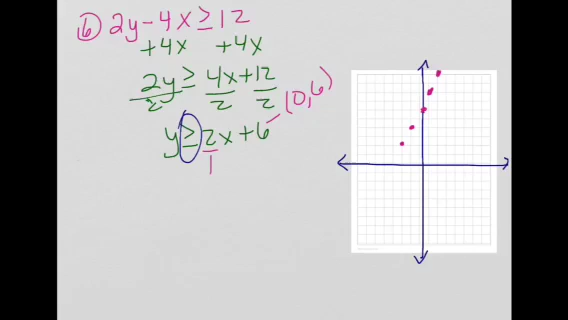 ⑥ 2y-4x≥12
+4x +4x
2y≥4x+12
2 2 2
(0,6)
y≥2x+6
1